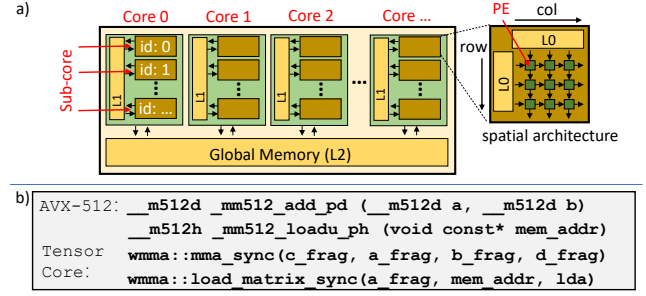 a)
Core 0
Core 1
Core 2
Core ...
PE
col
row
Sub-core
id: 0
id: 1
id: ...
L1
L1
L1
L1
...
L0
L0
Global Memory (L2)
spatial architecture
b)
AVX-512: __m512d _mm512_add_pd (__m512d a, __m512d b)
__m512h _mm512_loadu_ph (void const* mem_addr)
Tensor wmma::mma_sync(c_frag, a_frag, b_frag, d_frag)
Core: wmma::load_matrix_sync(a_frag, mem_addr, lda)